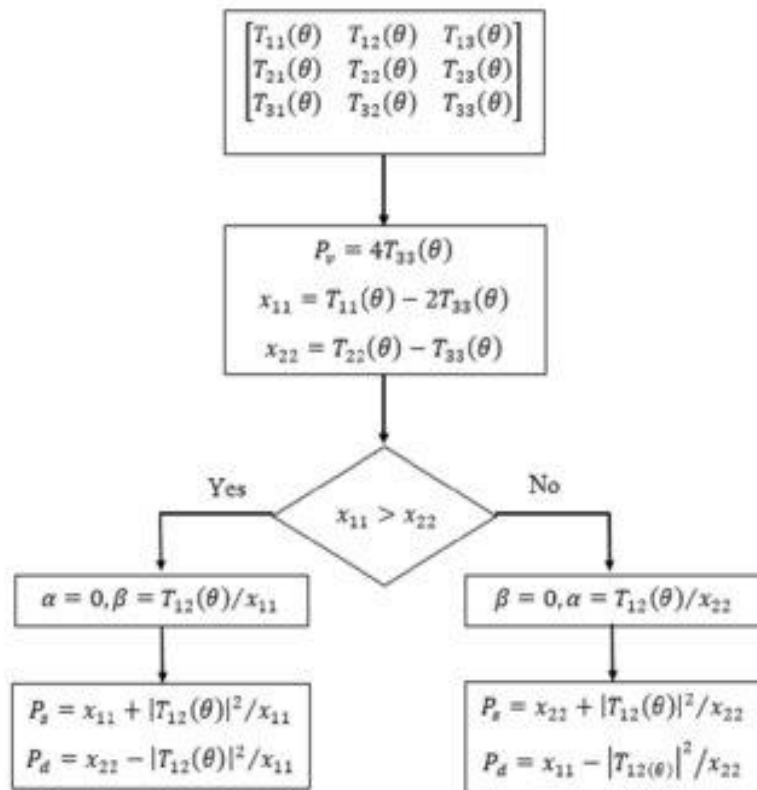 [T₁₁(θ) T₁₂(θ) T₁₃(θ)]
[T₂₁(θ) T₂₂(θ) T₂₃(θ)]
[T₃₁(θ) T₃₂(θ) T₃₃(θ)]
Pᵥ = 4T₃₃(θ)
x₁₁ = T₁₁(θ) − 2T₃₃(θ)
x₂₂ = T₂₂(θ) − T₃₃(θ)
Yes
x₁₁ > x₂₂
No
α = 0, β = T₁₂(θ)/x₁₁
β = 0, α = T₁₂(θ)/x₂₂
Pₛ = x₁₁ + |T₁₂(θ)|²/x₁₁
P_d = x₂₂ − |T₁₂(θ)|²/x₁₁
Pₛ = x₂₂ + |T₁₂(θ)|²/x₂₂
P_d = x₁₁ − |T₁₂₍θ₎|²/x₂₂